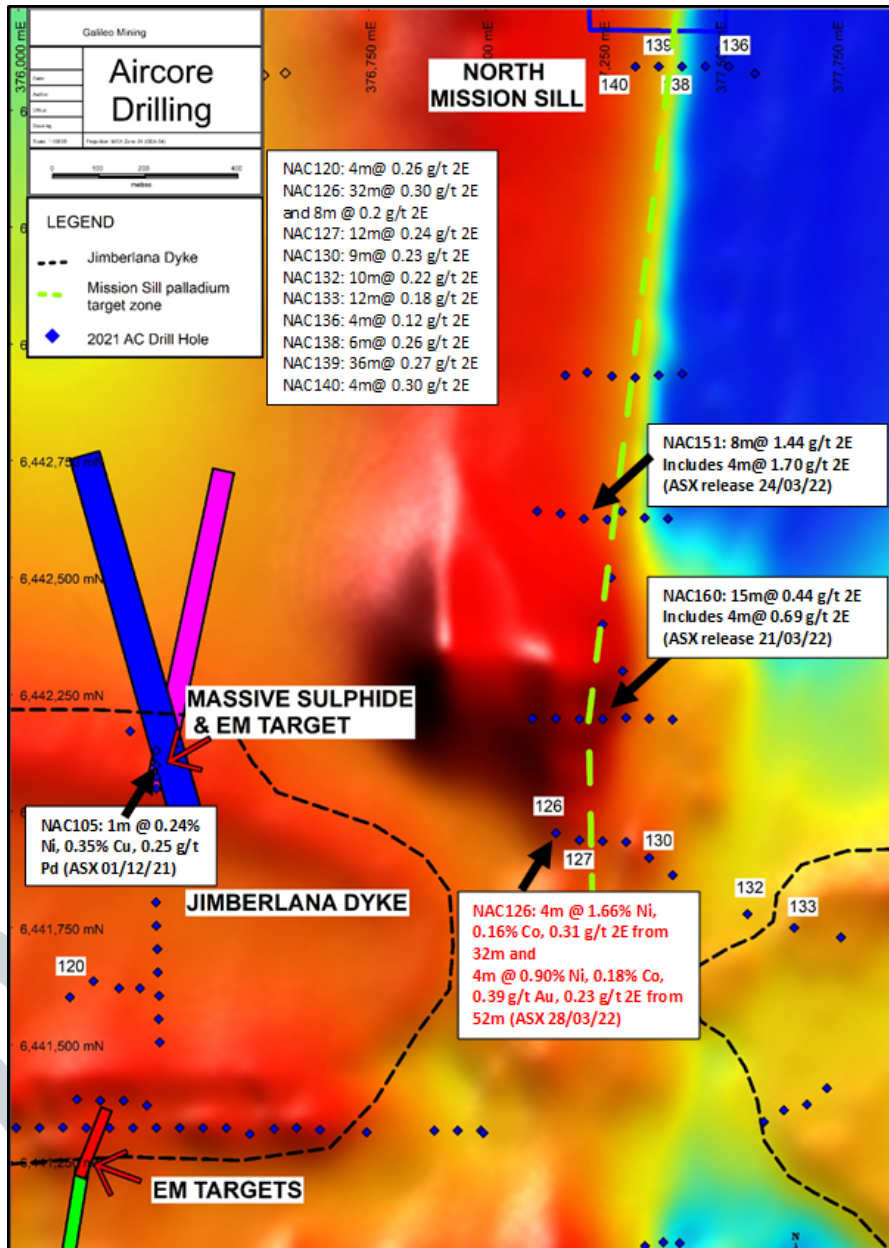 Galileo Mining
Aircore
Drilling
0 100 200 400
metres
LEGEND
Jimberlana Dyke
Mission Sill palladium
target zone
2021 AC Drill Hole
376,000 mE
376,750 mE
377,750 mE
NORTH
MISSION SILL
139
136
140
138
NAC120: 4m @ 0.26 g/t 2E
NAC126: 32m @ 0.30 g/t 2E
and 8m @ 0.2 g/t 2E
NAC127: 12m @ 0.24 g/t 2E
NAC130: 9m@ 0.23 g/t 2E
NAC132: 10m@ 0.22 g/t 2E
NAC133: 12m@ 0.18 g/t 2E
NAC136: 4m@ 0.12 g/t 2E
NAC138: 6m@ 0.26 g/t 2E
NAC139: 36m@ 0.27 g/t 2E
NAC140: 4m@ 0.30 g/t 2E
NAC151: 8m@ 1.44 g/t 2E
Includes 4m@ 1.70 g/t 2E
(ASX release 24/03/22)
6,442,750 mN
6,442,500 mN
NAC160: 15m@ 0.44 g/t 2E
Includes 4m@ 0.69 g/t 2E
(ASX release 21/03/22)
6,442,250 mN
MASSIVE SULPHIDE
& EM TARGET
NAC105: 1m @ 0.24%
Ni, 0.35% Cu, 0.25 g/t
Pd (ASX 01/12/21)
126
127
130
132
133
JIMBERLANA DYKE
NAC126: 4m @ 1.66% Ni,
0.16% Co, 0.31 g/t 2E from
32m and
4m @ 0.90% Ni, 0.18% Co,
0.39 g/t Au, 0.23 g/t 2E from
52m (ASX 28/03/22)
6,441,750 mN
120
6,441,500 mN
6,441,250 mN
EM TARGETS
N